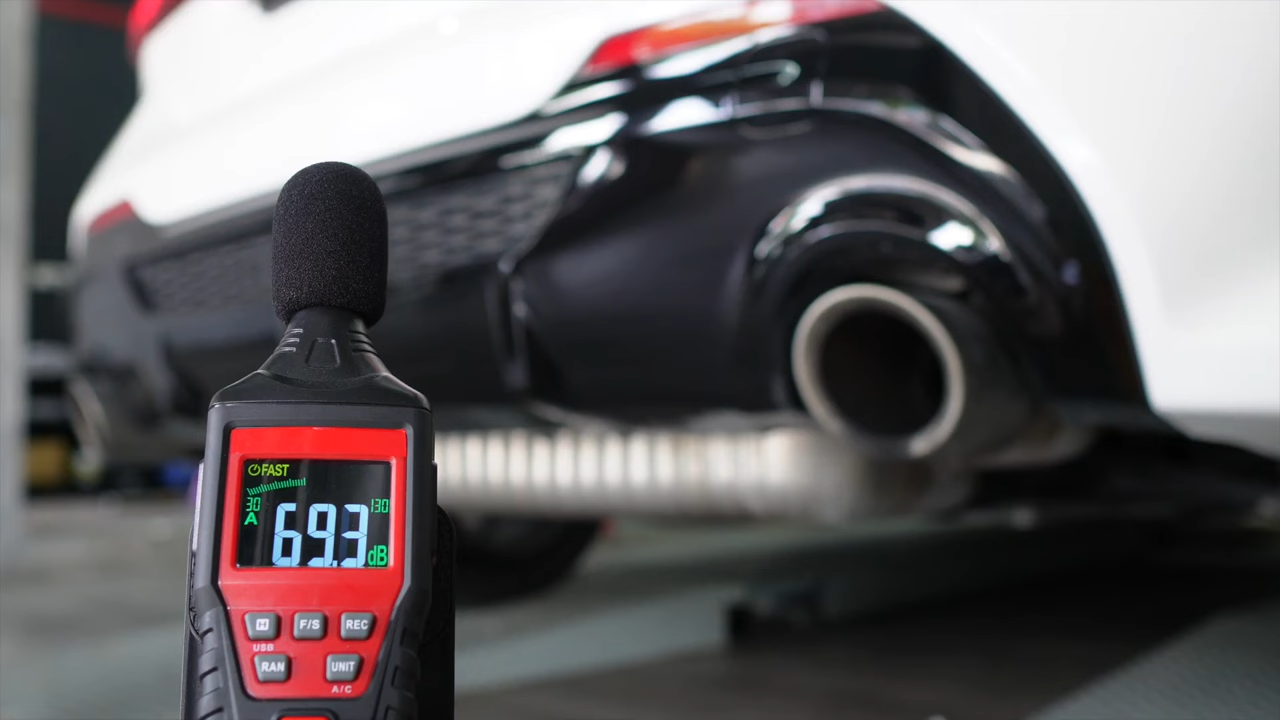 FAST
30 130
A
69.3 dB
H F/S REC
USB
RAN UNIT
A/C